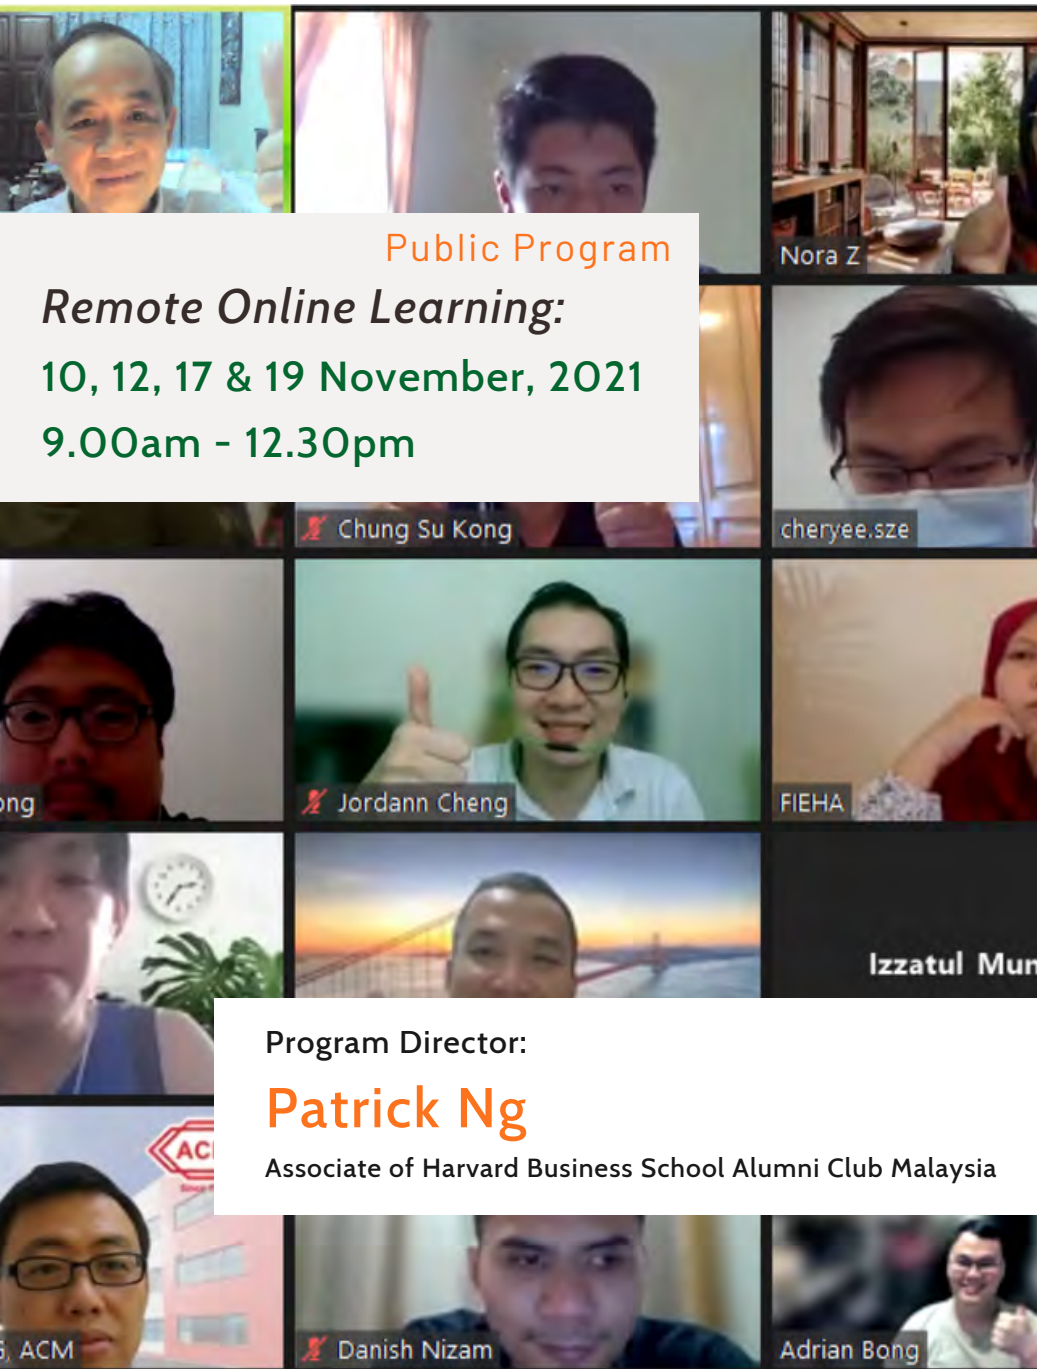 Nora Z
Public Program
Remote Online Learning:
10, 12, 17 & 19 November, 2021
9.00am - 12.30pm
Chung Su Kong
cheryee.sze
ong
Jordann Cheng
FIEHA
Izzatul Mun
Program Director:
Patrick Ng
Associate of Harvard Business School Alumni Club Malaysia
AC
G, ACM
Danish Nizam
Adrian Bong